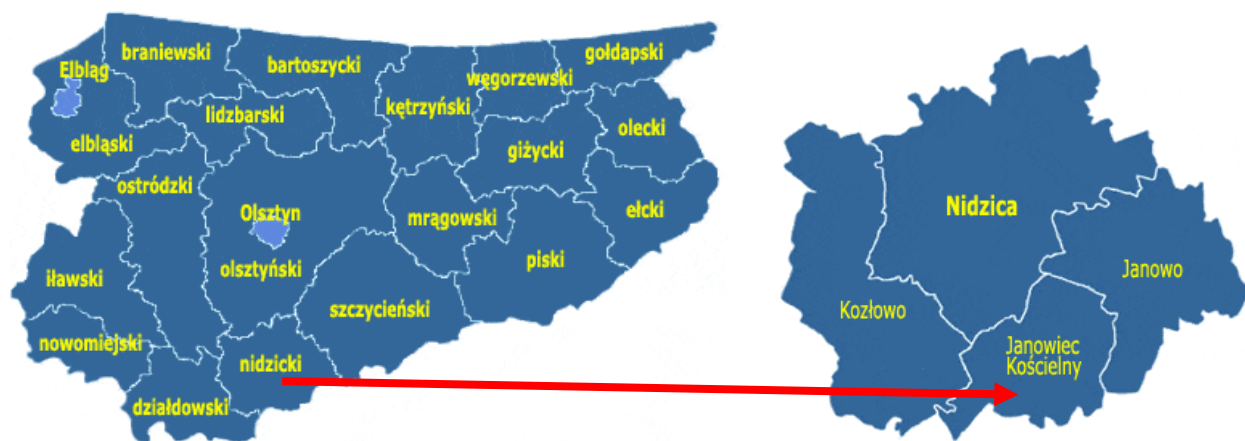 Elbląg
braniewski
bartoszycki
węgorzewski
gołdapski
kętrzyński
lidzbarski
elbląski
olecki
giżycki
ostródzki
Olsztyn
mrągowski
ełcki
olsztyński
piski
iławski
szczycieński
nowomiejski
nidzicki
działdowski
Nidzica
Janowo
Kozłowo
Janowiec
Kościelny